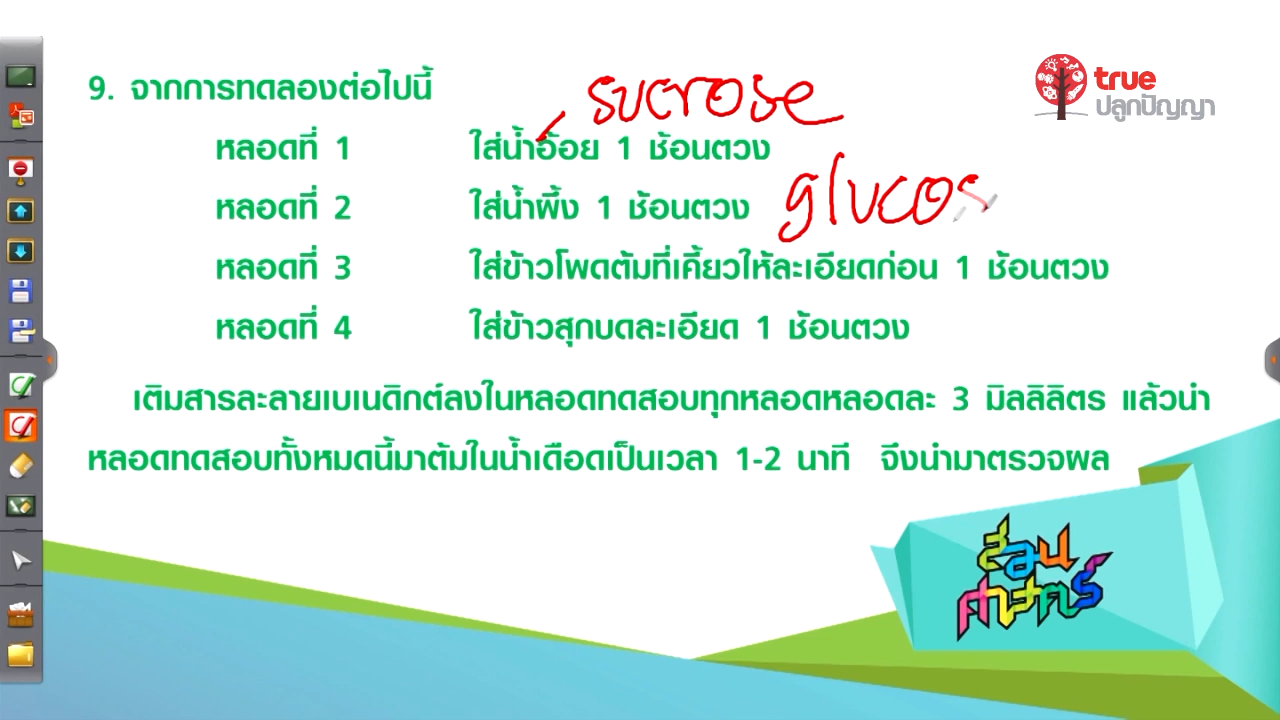 true
ปลูกปัญญา
9. จากการทดลองต่อไปนี้
sucrose
หลอดที่ 1 ใส่น้ำอ้อย 1 ช้อนตวง
หลอดที่ 2 ใส่น้ำผึ้ง 1 ช้อนตวง glucos
หลอดที่ 3 ใส่ข้าวโพดต้มที่เคี้ยวให้ละเอียดก่อน 1 ช้อนตวง
หลอดที่ 4 ใส่ข้าวสุกบดละเอียด 1 ช้อนตวง
เติมสารละลายเบเนดิกต์ลงในหลอดทดสอบทุกหลอดหลอดละ 3 มิลลิลิตร แล้วนำ
หลอดทดสอบทั้งหมดนี้มาต้มในน้ำเดือดเป็นเวลา 1-2 นาที จึงนำมาตรวจผล
สอน
ศาสตร์